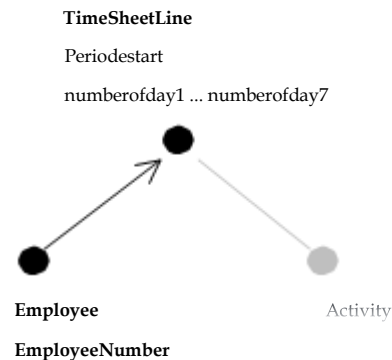 TimeSheetLine
Periodestart
numberofday1 ... numberofday7
Employee
Activity
EmployeeNumber